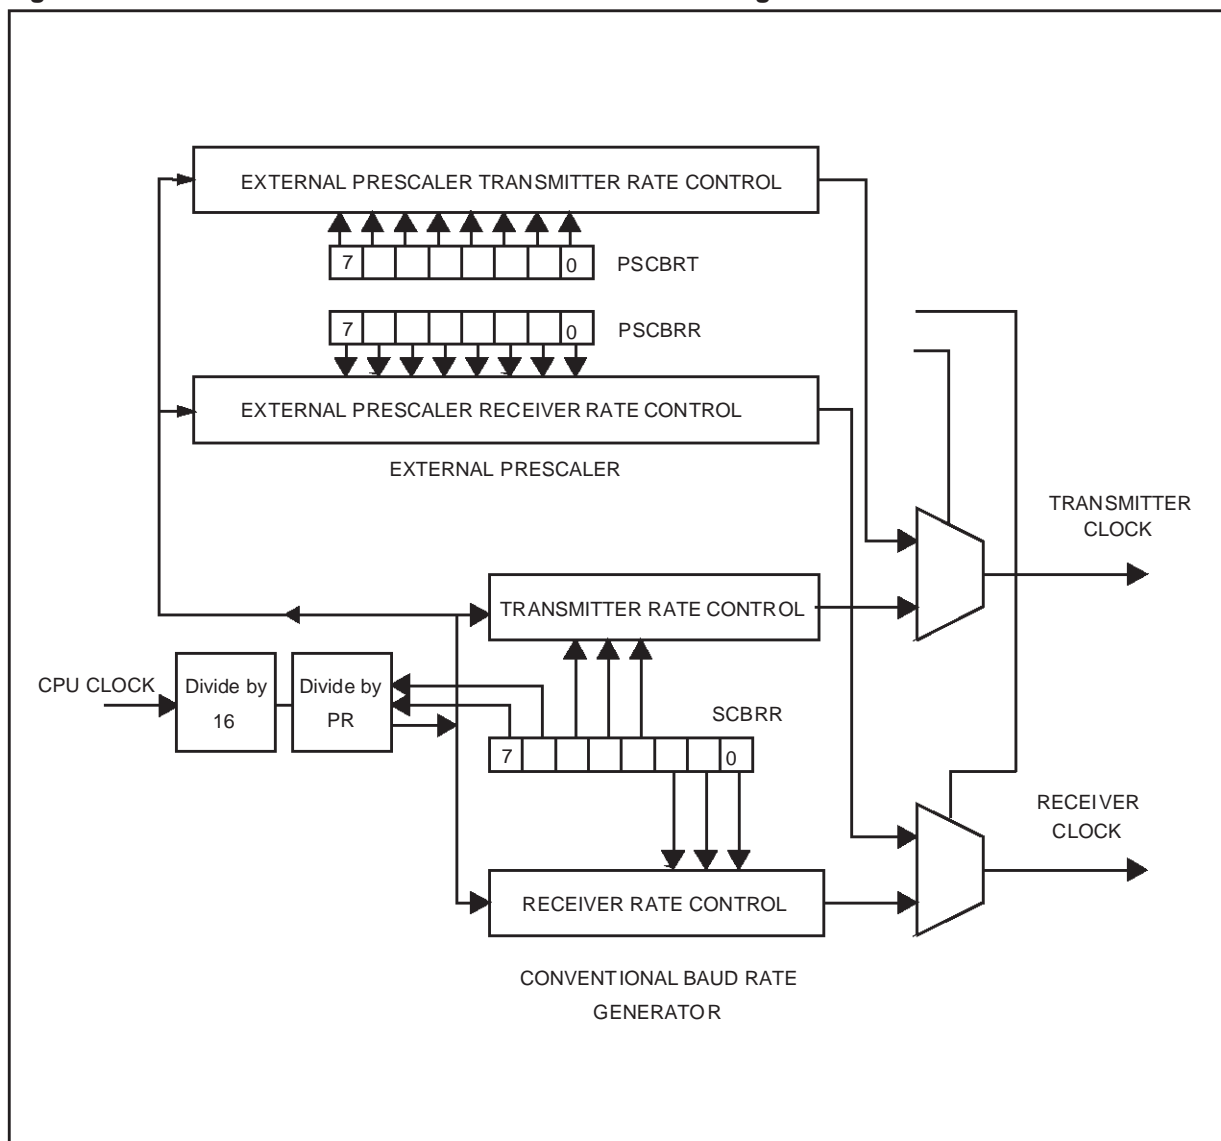 EXTERNAL PRESCALER TRANSMITTER RATE CONTROL
7 0 PSCBRT
7 0 PSCBRR
EXTERNAL PRESCALER RECEIVER RATE CONTROL
EXTERNAL PRESCALER
TRANSMITTER
CLOCK
TRANSMITTER RATE CONTROL
CPU CLOCK
Divide by
16
Divide by
PR
SCBRR
7 0
RECEIVER
CLOCK
RECEIVER RATE CONTROL
CONVENTIONAL BAUD RATE
GENERATOR